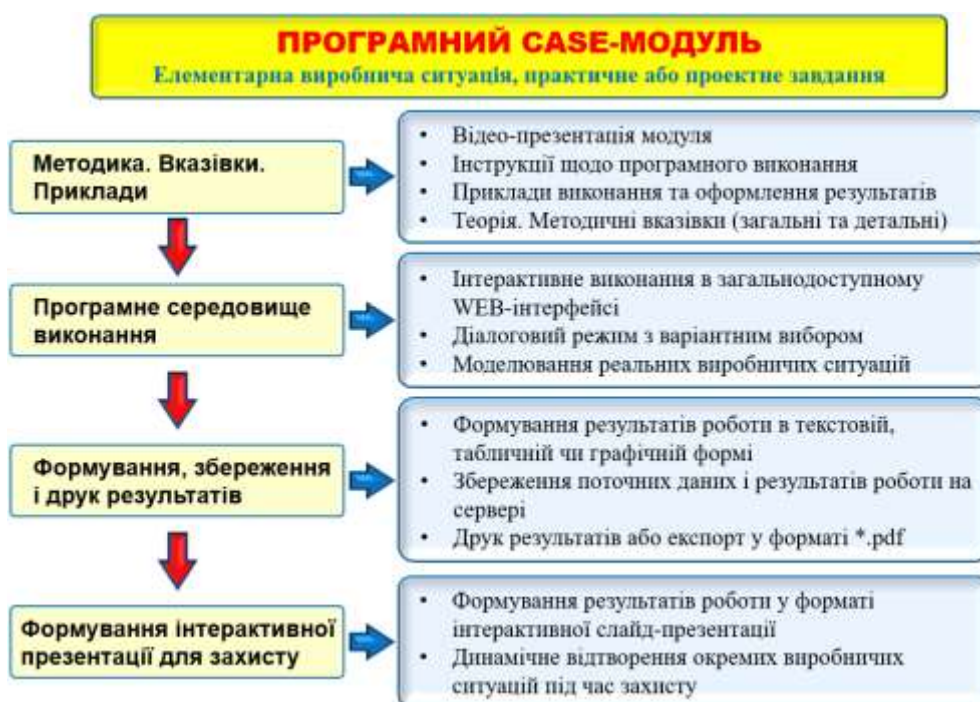 ПРОГРАМНИЙ CASE-МОДУЛЬ
Елементарна виробнича ситуація, практичне або проектне завдання
Методика. Вказівки.
Приклади
• Відео-презентація модуля
• Інструкції щодо програмного виконання
• Приклади виконання та оформлення результатів
• Теорія. Методичні вказівки (загальні та детальні)
Програмне середовище
виконання
• Інтерактивне виконання в загальнодоступному
WEB-інтерфейсі
• Діалоговий режим з варіантним вибором
• Моделювання реальних виробничих ситуацій
Формування, збереження
і друк результатів
• Формування результатів роботи в текстовій,
табличній чи графічній формі
• Збереження поточних даних і результатів роботи на
сервері
• Друк результатів або експорт у форматі *.pdf
Формування інтерактивної
презентації для захисту
• Формування результатів роботи у форматі
інтерактивної слайд-презентації
• Динамічне відтворення окремих виробничих
ситуацій під час захисту